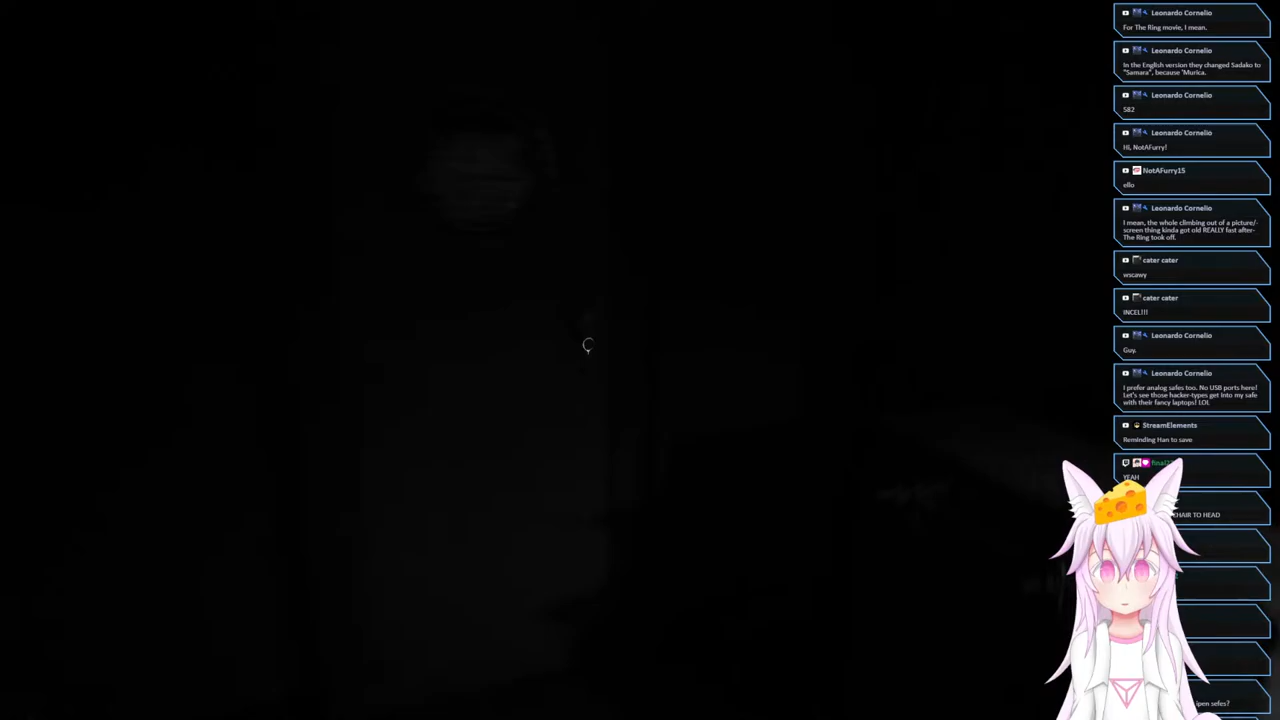 Leonardo Cornelio
For The Ring movie, I mean.
Leonardo Cornelio
In the English version they changed Sadako to
"Samara", because 'Murica.
Leonardo Cornelio
582
Leonardo Cornelio
Hi, NotAFurry!
NotAFurry15
ello
Leonardo Cornelio
I mean, the whole climbing out of a picture/-
screen thing kinda got old REALLY fast after-
The Ring took off.
cater cater
wscawy
cater cater
INCEL!!!
Leonardo Cornelio
Guy.
Leonardo Cornelio
I prefer analog safes too. No USB ports here!
Let's see those hacker-types get into my safe
with their fancy laptops! LOL
StreamElements
Reminding Han to save
YEAH
CHAIR TO HEAD
ipen sefes?